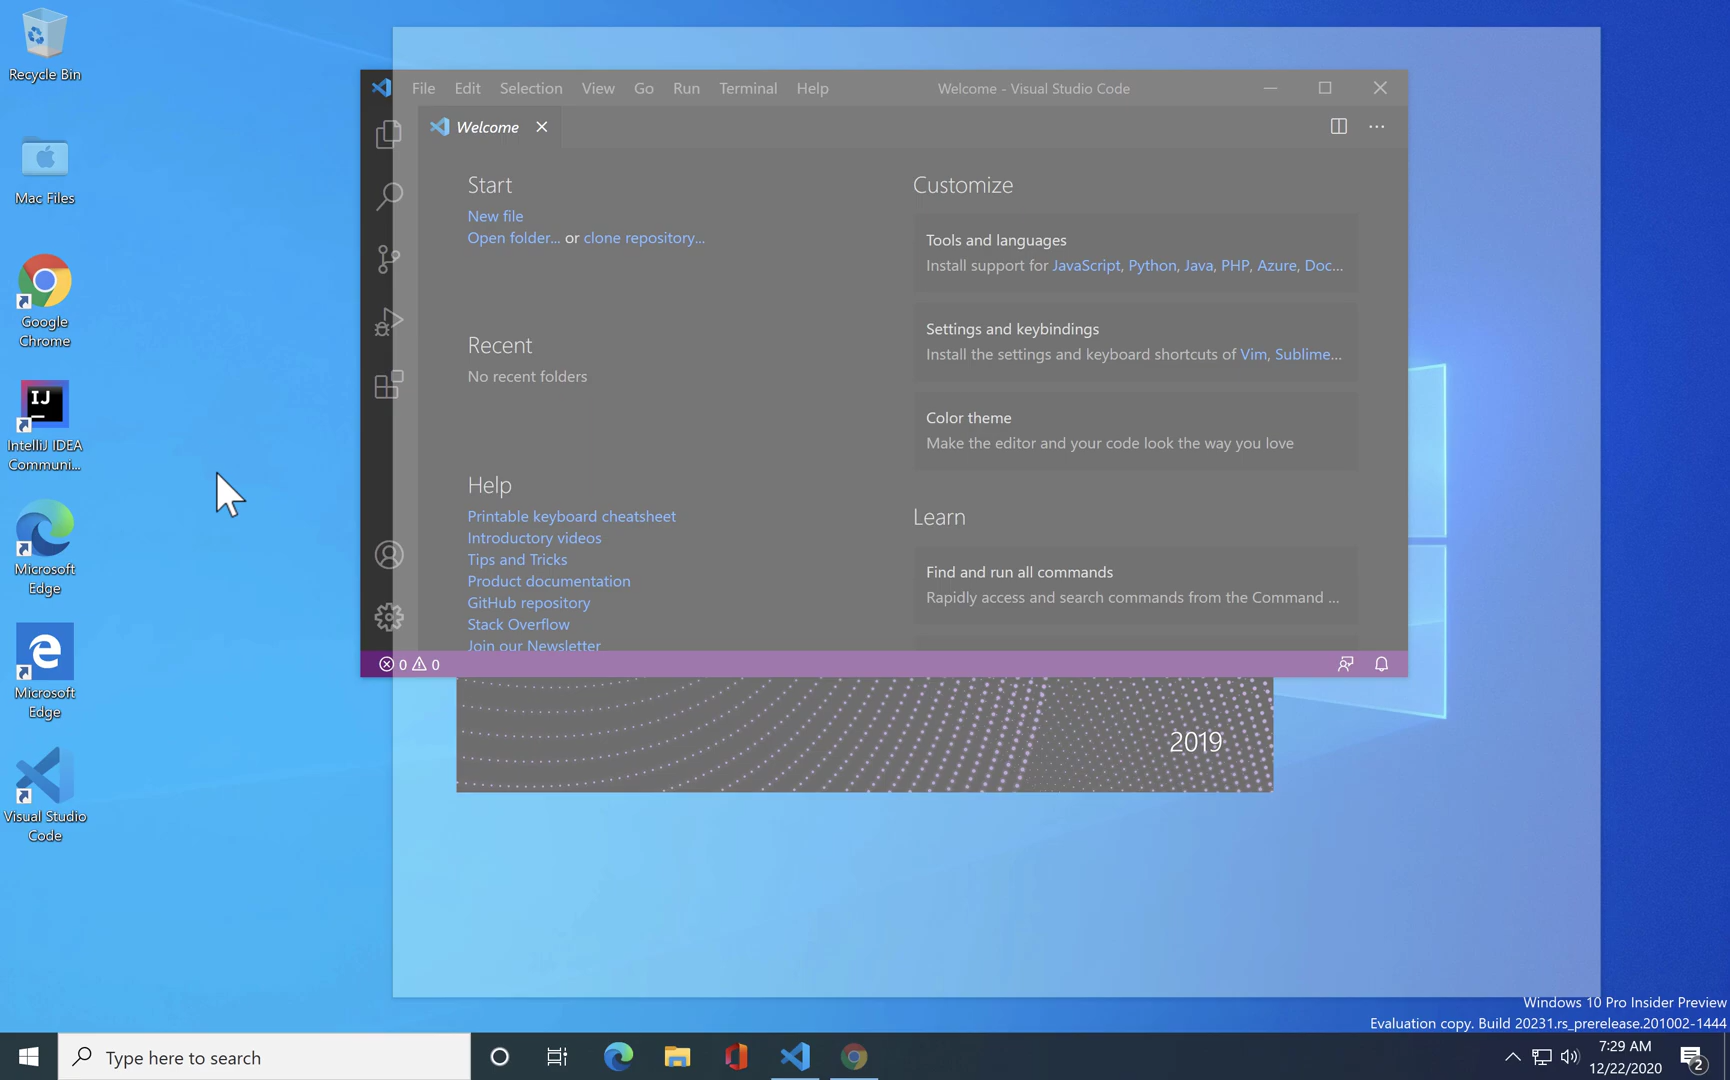 Recycle Bin
Mac Files
Google
Chrome
IJ
IntelliJ IDEA
Communi...
Microsoft
Edge
Microsoft
Edge
Visual Studio
Code
File Edit Selection View Go Run Terminal Help
Welcome - Visual Studio Code
Welcome
Start
New file
Open folder... or clone repository...
Recent
No recent folders
Help
Printable keyboard cheatsheet
Introductory videos
Tips and Tricks
Product documentation
GitHub repository
Stack Overflow
Join our Newsletter
Customize
Tools and languages
Install support for JavaScript, Python, Java, PHP, Azure, Doc...
Settings and keybindings
Install the settings and keyboard shortcuts of Vim, Sublime...
Color theme
Make the editor and your code look the way you love
Learn
Find and run all commands
Rapidly access and search commands from the Command ...
0 0
2019
Windows 10 Pro Insider Preview
Evaluation copy. Build 20231.rs_prerelease.201002-1444
Type here to search
7:29 AM
12/22/2020
2